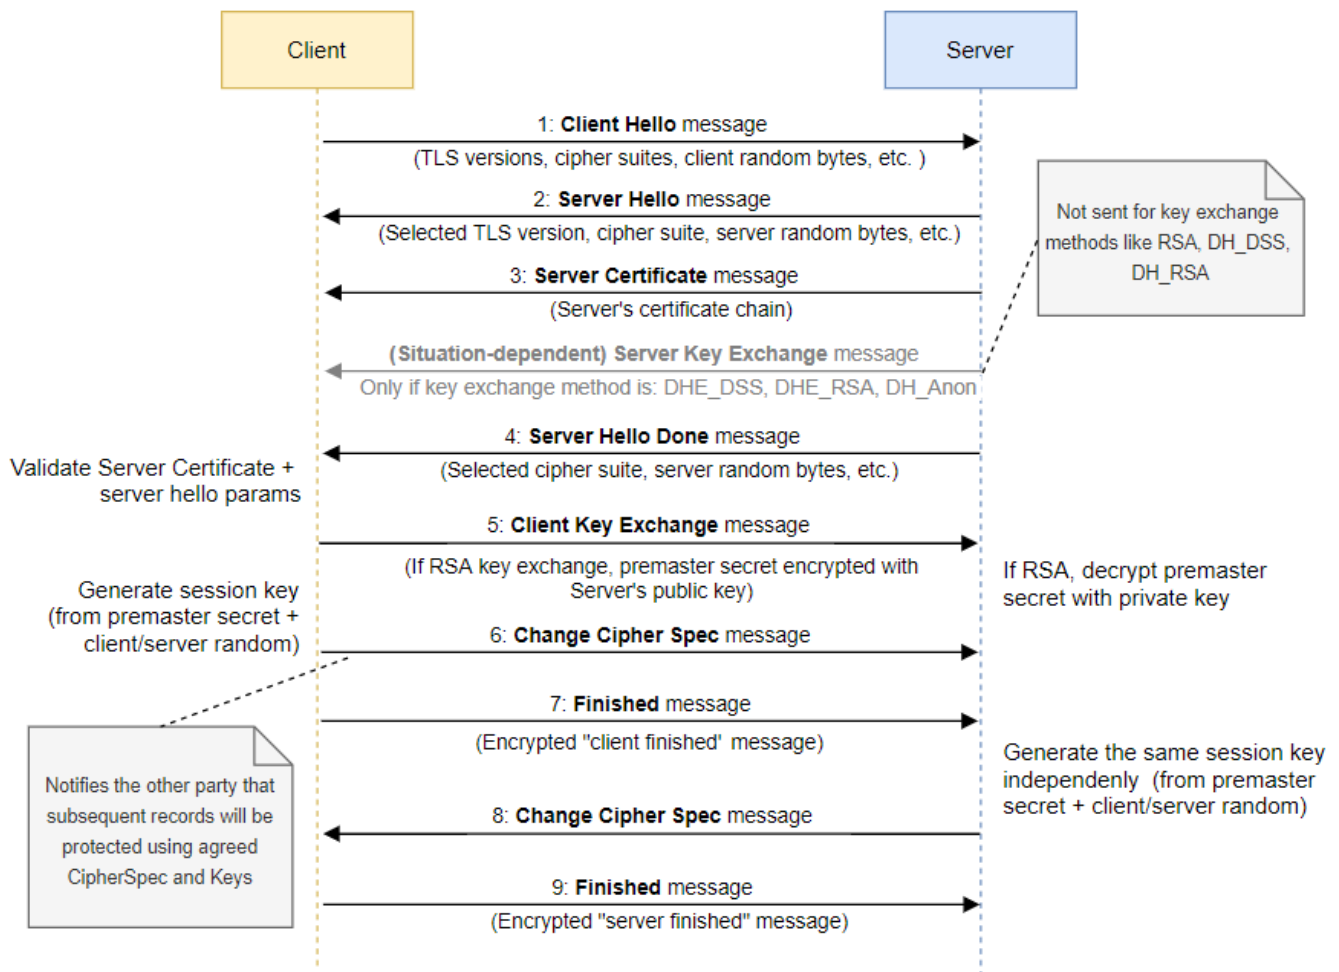 Client
Server
1: Client Hello message
(TLS versions, cipher suites, client random bytes, etc. )
2: Server Hello message
(Selected TLS version, cipher suite, server random bytes, etc.)
Not sent for key exchange
methods like RSA, DH_DSS,
DH_RSA
3: Server Certificate message
(Server's certificate chain)
(Situation-dependent) Server Key Exchange message
Only if key exchange method is: DHE_DSS, DHE_RSA, DH_Anon
4: Server Hello Done message
(Selected cipher suite, server random bytes, etc.)
Validate Server Certificate +
server hello params
5: Client Key Exchange message
(If RSA key exchange, premaster secret encrypted with
Server's public key)
If RSA, decrypt premaster
secret with private key
Generate session key
(from premaster secret +
client/server random)
6: Change Cipher Spec message
7: Finished message
(Encrypted "client finished' message)
Notifies the other party that
subsequent records will be
protected using agreed
CipherSpec and Keys
Generate the same session key
independenly (from premaster
secret + client/server random)
8: Change Cipher Spec message
9: Finished message
(Encrypted "server finished" message)